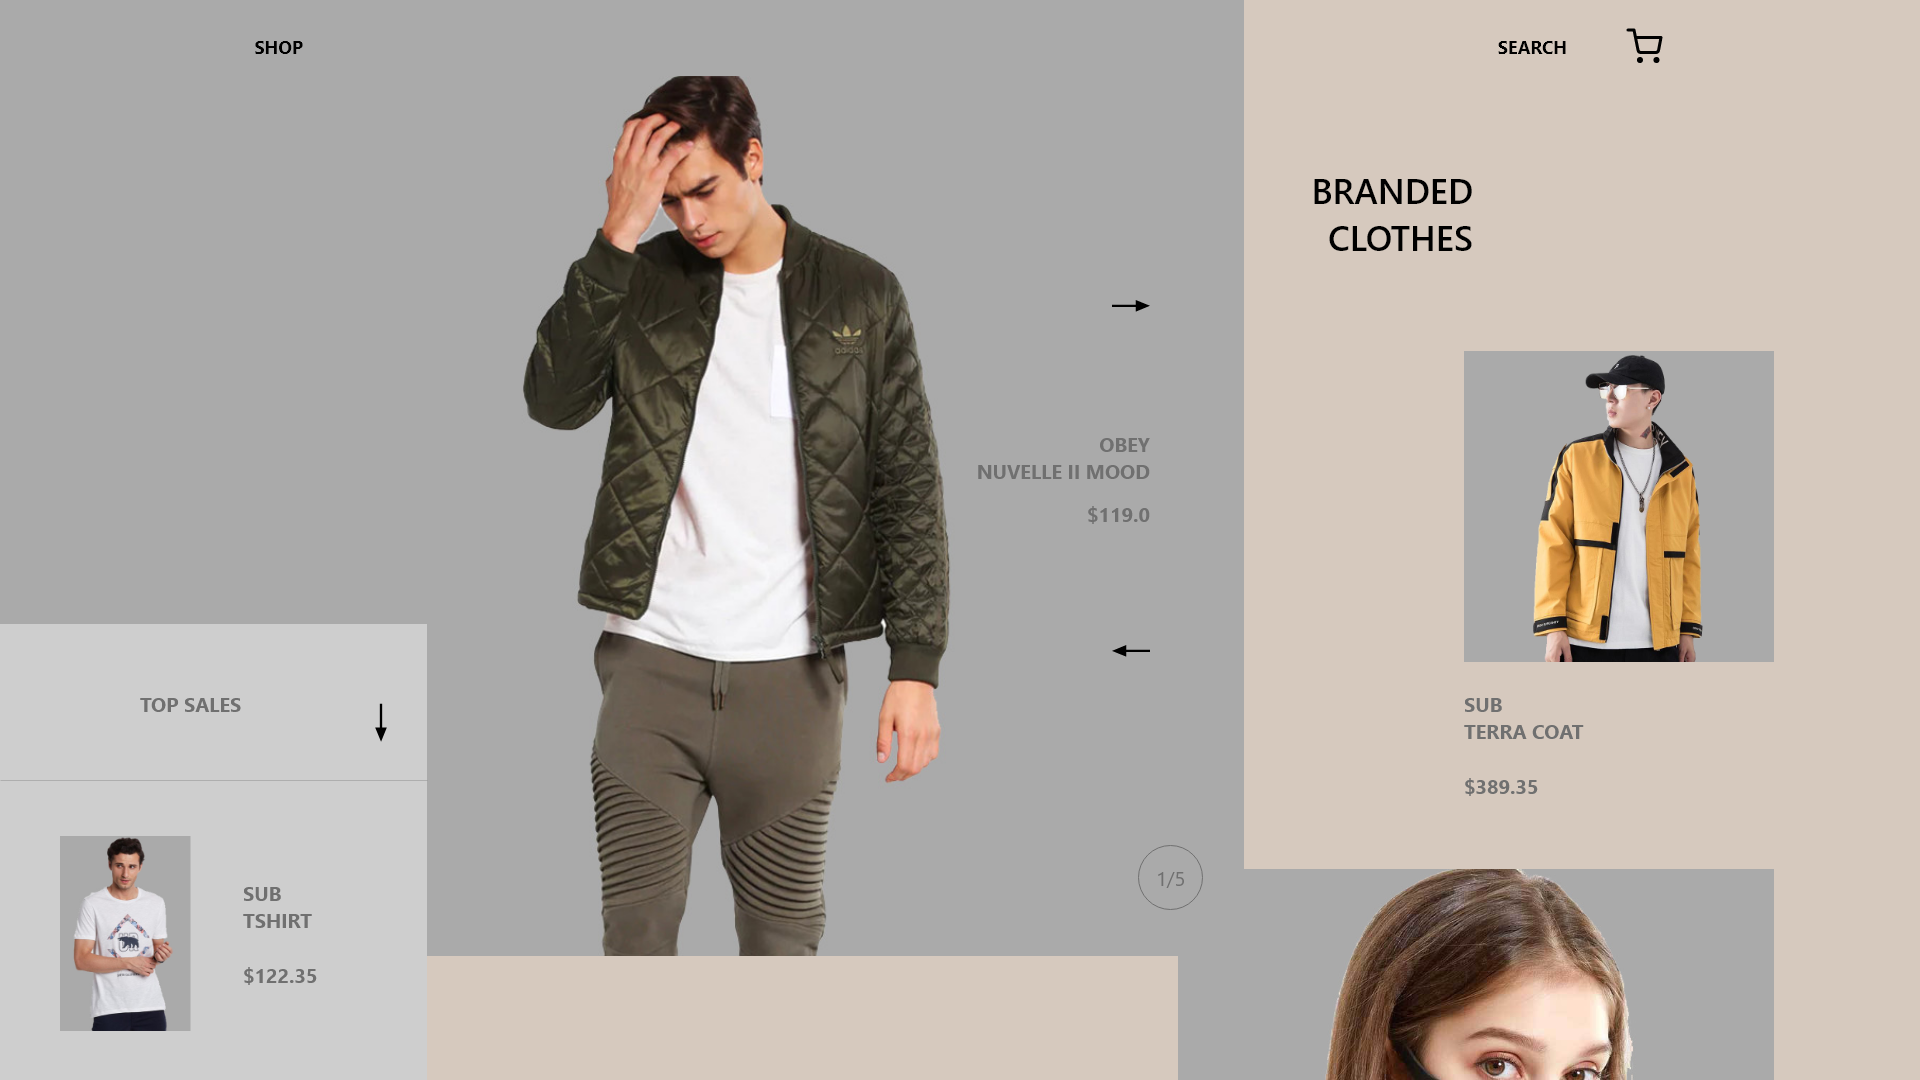 SHOP
SEARCH
BRANDED
CLOTHES
adidas
OBEY
NUVELLE II MOOD
$119.0
SUB
TERRA COAT
$389.35
TOP SALES
1/5
SUB
TSHIRT
$122.35